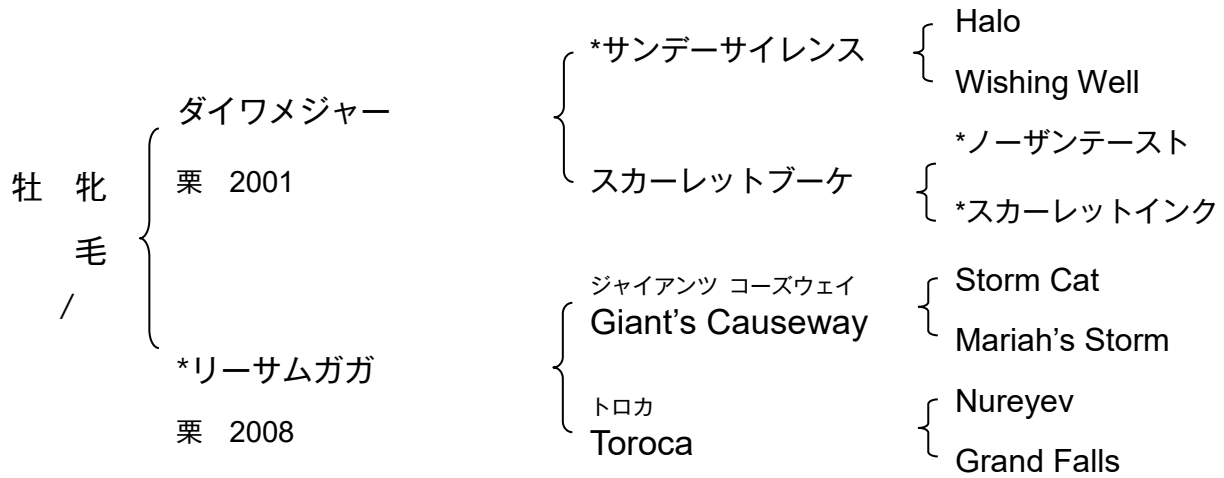 牡 牝
毛
/
ダイワメジャー
栗 2001
*リーサムガガ
栗 2008
*サンデーサイレンス
スカーレットブーケ
ジャイアンツ コーズウェイ
Giant's Causeway
トロカ
Toroca
Halo
Wishing Well
*ノーザンテースト
*スカーレットインク
Storm Cat
Mariah's Storm
Nureyev
Grand Falls